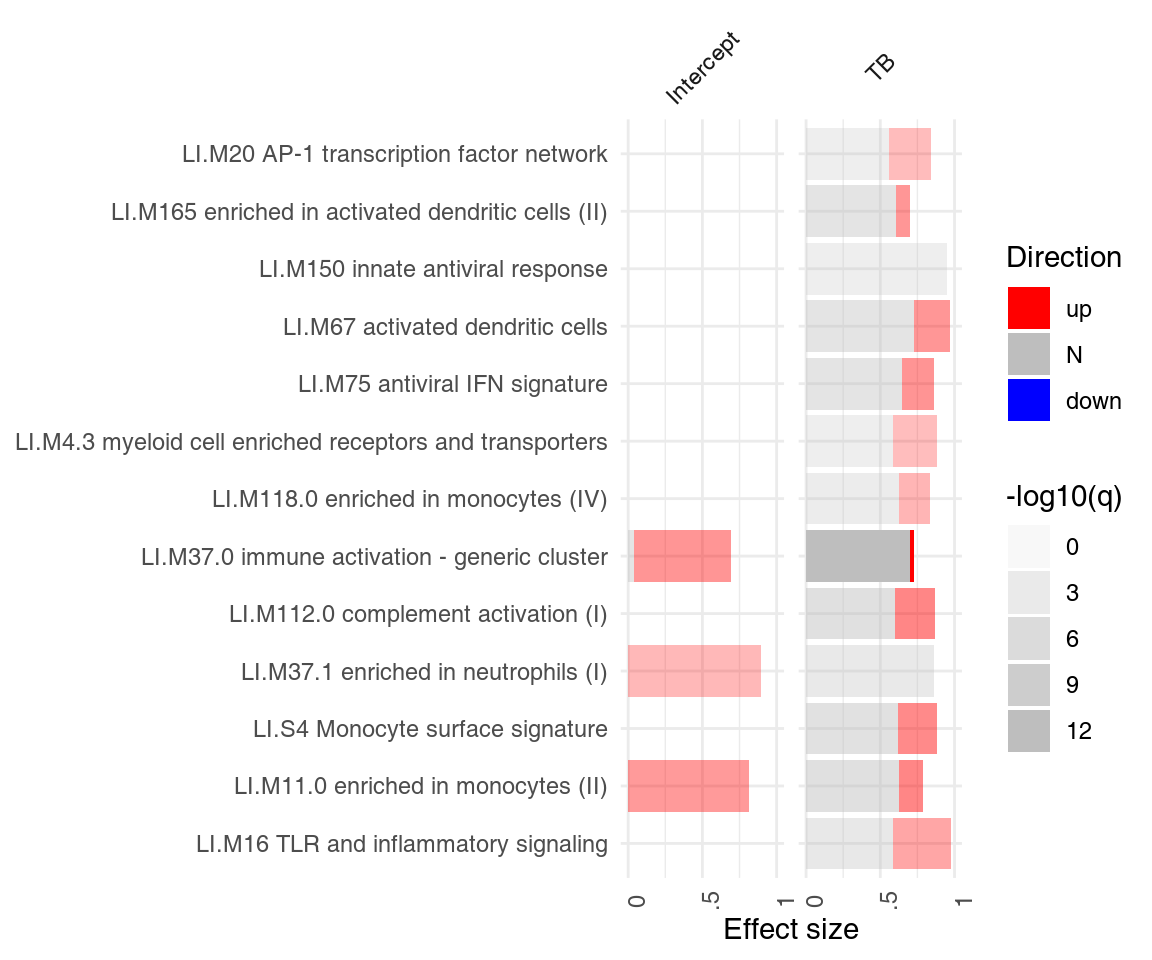 Intercept TB
LI.M20 AP-1 transcription factor network
LI.M165 enriched in activated dendritic cells (II)
LI.M150 innate antiviral response
LI.M67 activated dendritic cells
LI.M75 antiviral IFN signature
LI.M4.3 myeloid cell enriched receptors and transporters
LI.M118.0 enriched in monocytes (IV)
LI.M37.0 immune activation - generic cluster
LI.M112.0 complement activation (I)
LI.M37.1 enriched in neutrophils (I)
LI.S4 Monocyte surface signature
LI.M11.0 enriched in monocytes (II)
LI.M16 TLR and inflammatory signaling
0 .5 1 0 .5 1
Effect size
Direction
up
N
down
-log10(q)
0
3
6
9
12